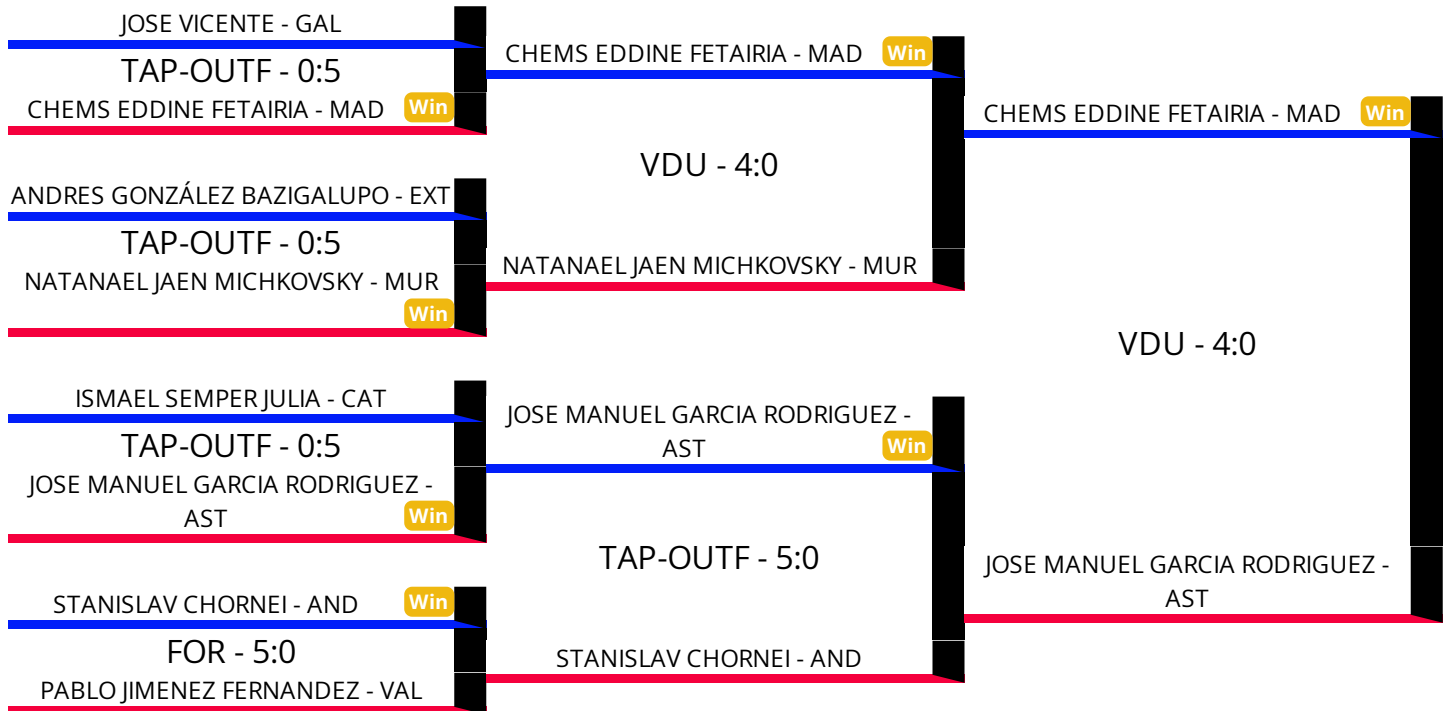 JOSE VICENTE - GAL
TAP-OUTF - 0:5
CHEMS EDDINE FETAIRIA - MAD Win
ANDRES GONZÁLEZ BAZIGALUPO - EXT
TAP-OUTF - 0:5
NATANAEL JAEN MICHKOVSKY - MUR
Win
ISMAEL SEMPER JULIA - CAT
TAP-OUTF - 0:5
JOSE MANUEL GARCIA RODRIGUEZ -
AST Win
STANISLAV CHORNEI - AND Win
FOR - 5:0
PABLO JIMENEZ FERNANDEZ - VAL
CHEMS EDDINE FETAIRIA - MAD Win
VDU - 4:0
NATANAEL JAEN MICHKOVSKY - MUR
JOSE MANUEL GARCIA RODRIGUEZ -
AST Win
TAP-OUTF - 5:0
STANISLAV CHORNEI - AND
CHEMS EDDINE FETAIRIA - MAD Win
VDU - 4:0
JOSE MANUEL GARCIA RODRIGUEZ -
AST